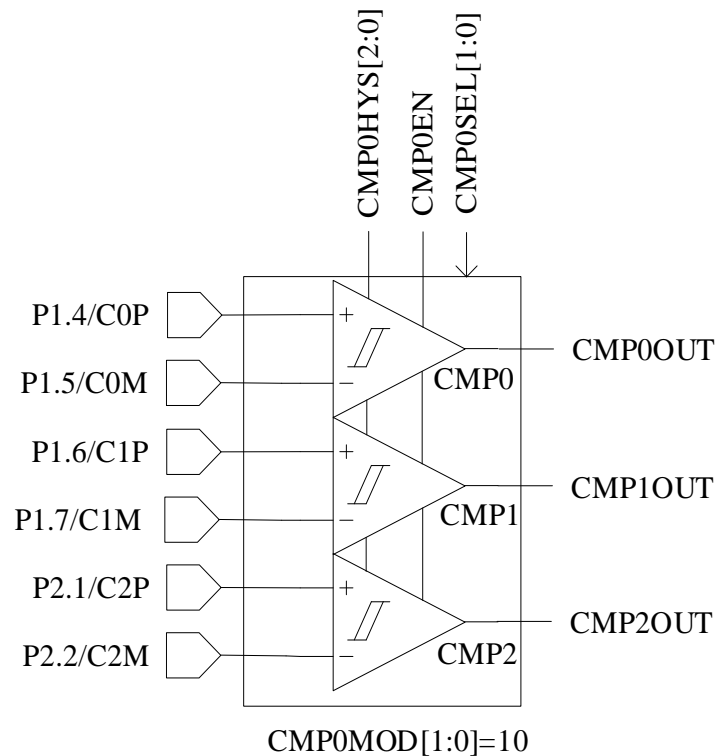 CMP0HYS[2:0]
CMP0EN
CMP0SEL[1:0]
P1.4/C0P
+
CMP0OUT
P1.5/C0M
−
CMP0
P1.6/C1P
+
CMP1OUT
P1.7/C1M
−
CMP1
P2.1/C2P
+
CMP2OUT
P2.2/C2M
−
CMP2
CMP0MOD[1:0]=10